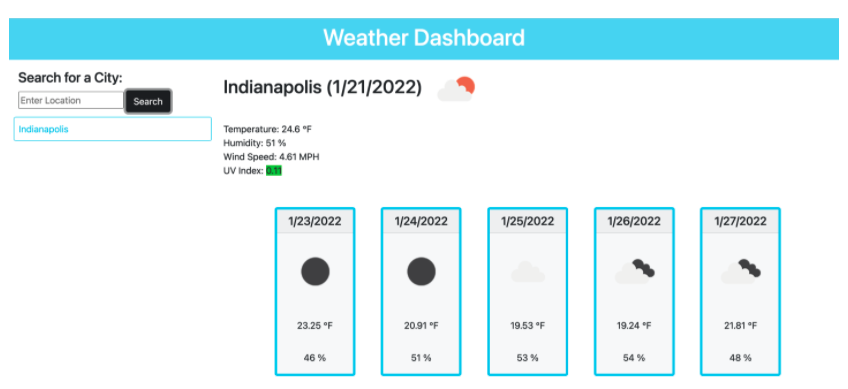 Weather Dashboard
Search for a City:
Enter Location
Search
Indianapolis
Indianapolis (1/21/2022)
Temperature: 24.6 °F
Humidity: 51 %
Wind Speed: 4.61 MPH
UV Index: 0.11
1/23/2022 1/24/2022 1/25/2022 1/26/2022 1/27/2022
23.25 °F 20.91 °F 19.53 °F 19.24 °F 21.81 °F
46 % 51 % 53 % 54 % 48 %